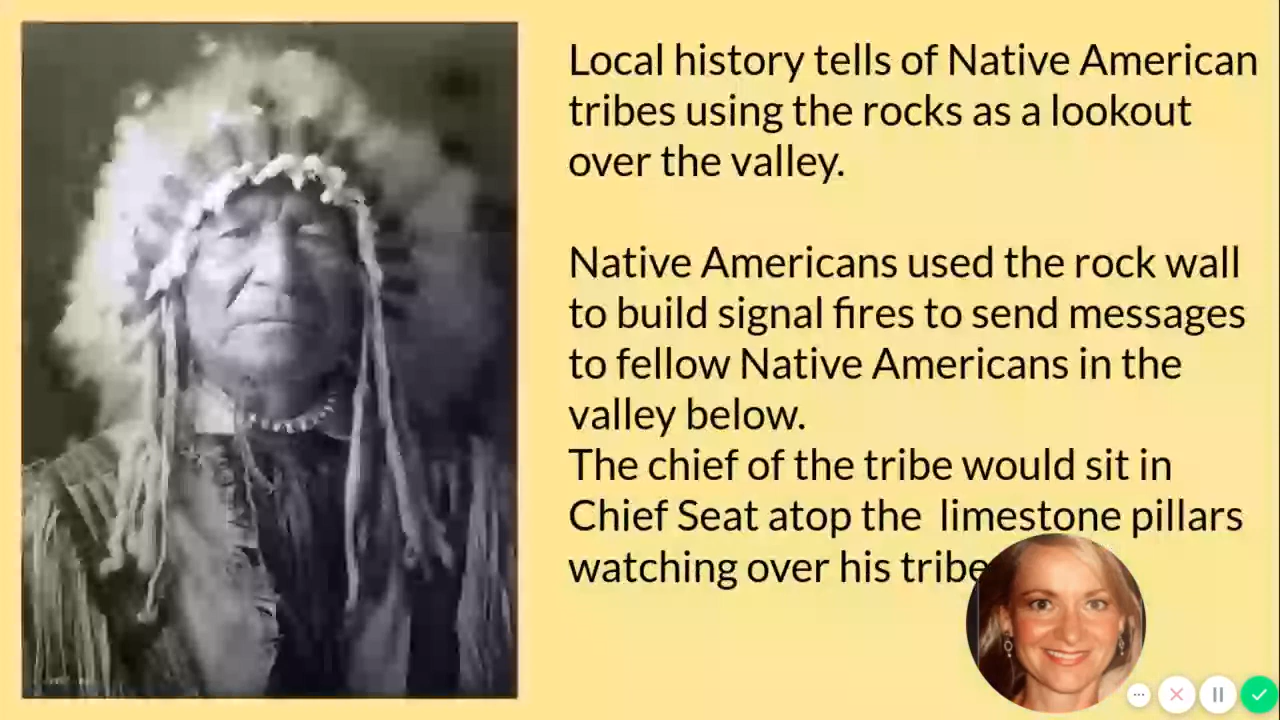 Local history tells of Native American
tribes using the rocks as a lookout
over the valley.
Native Americans used the rock wall
to build signal fires to send messages
to fellow Native Americans in the
valley below.
The chief of the tribe would sit in
Chief Seat atop the limestone pillars
watching over his tribe